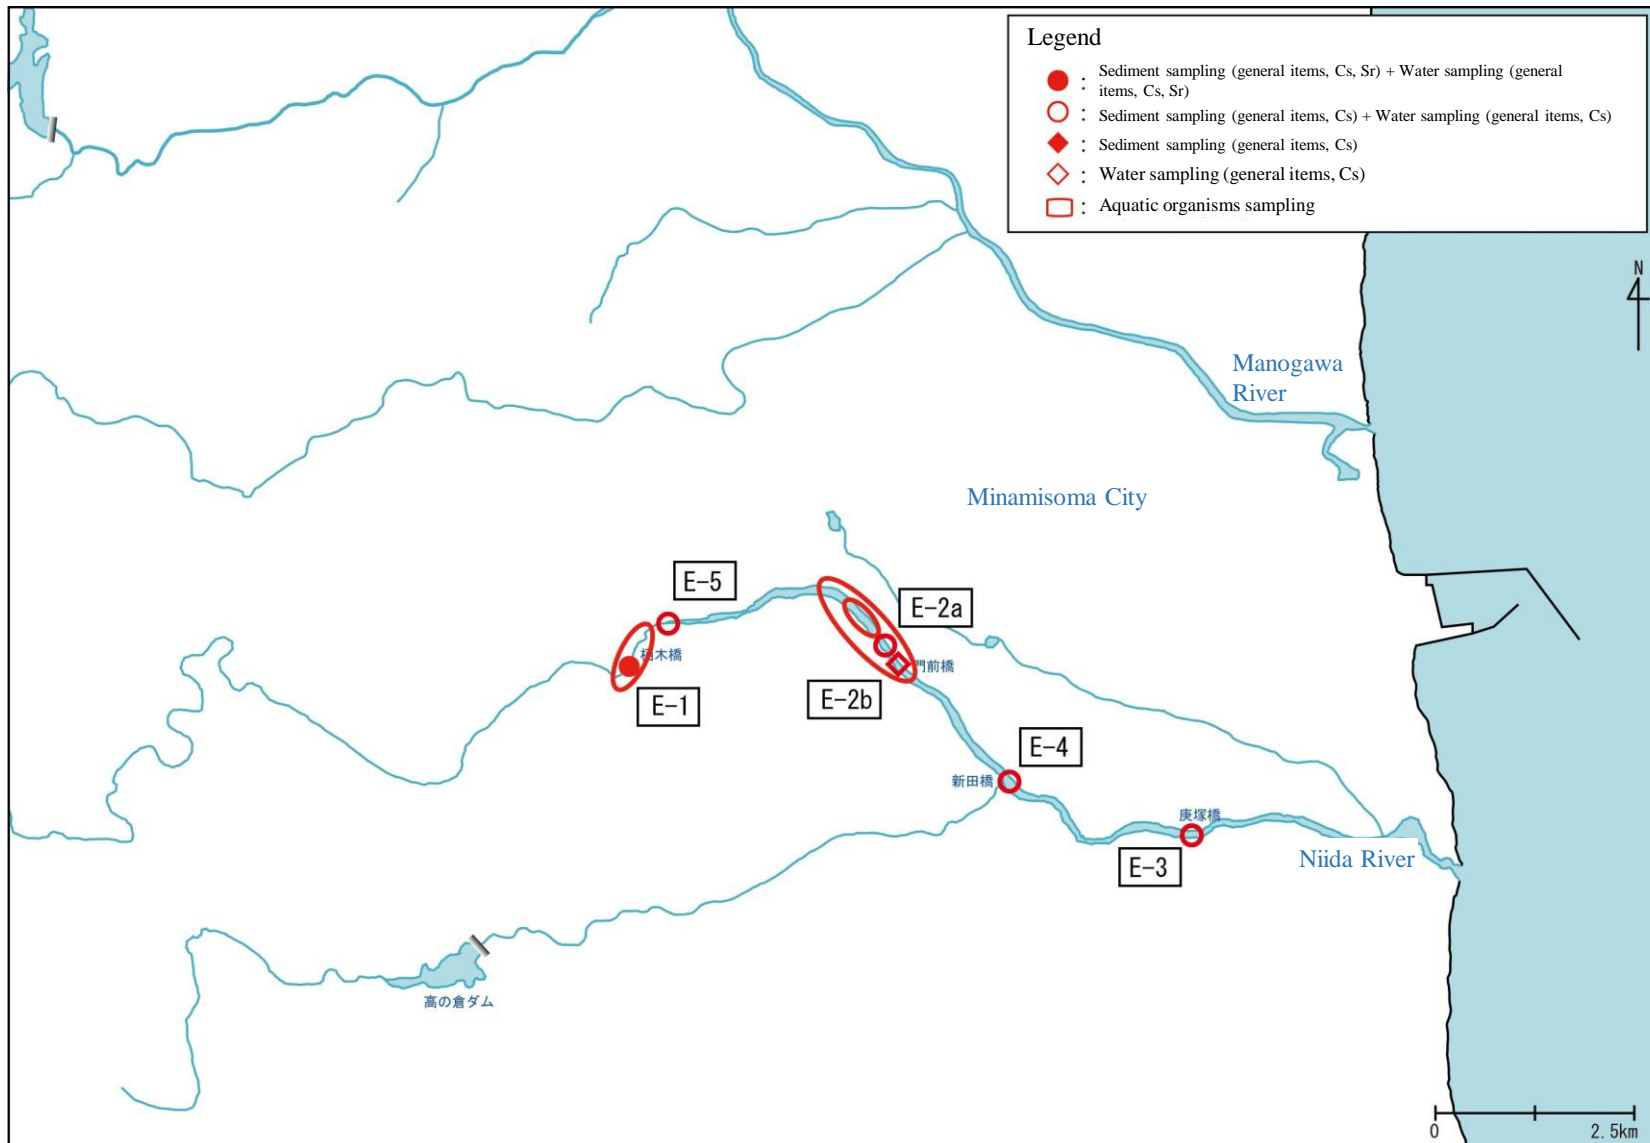 Legend
: Sediment sampling (general items, Cs, Sr) + Water sampling (general
items, Cs, Sr)
: Sediment sampling (general items, Cs) + Water sampling (general items, Cs)
: Sediment sampling (general items, Cs)
: Water sampling (general items, Cs)
: Aquatic organisms sampling
N
Manogawa
River
Minamisoma City
E-5
E-2a
木橋
門前橋
E-1
E-2b
E-4
新田橋
庚塚橋
E-3
Niida River
高の倉ダム
0
2.5km